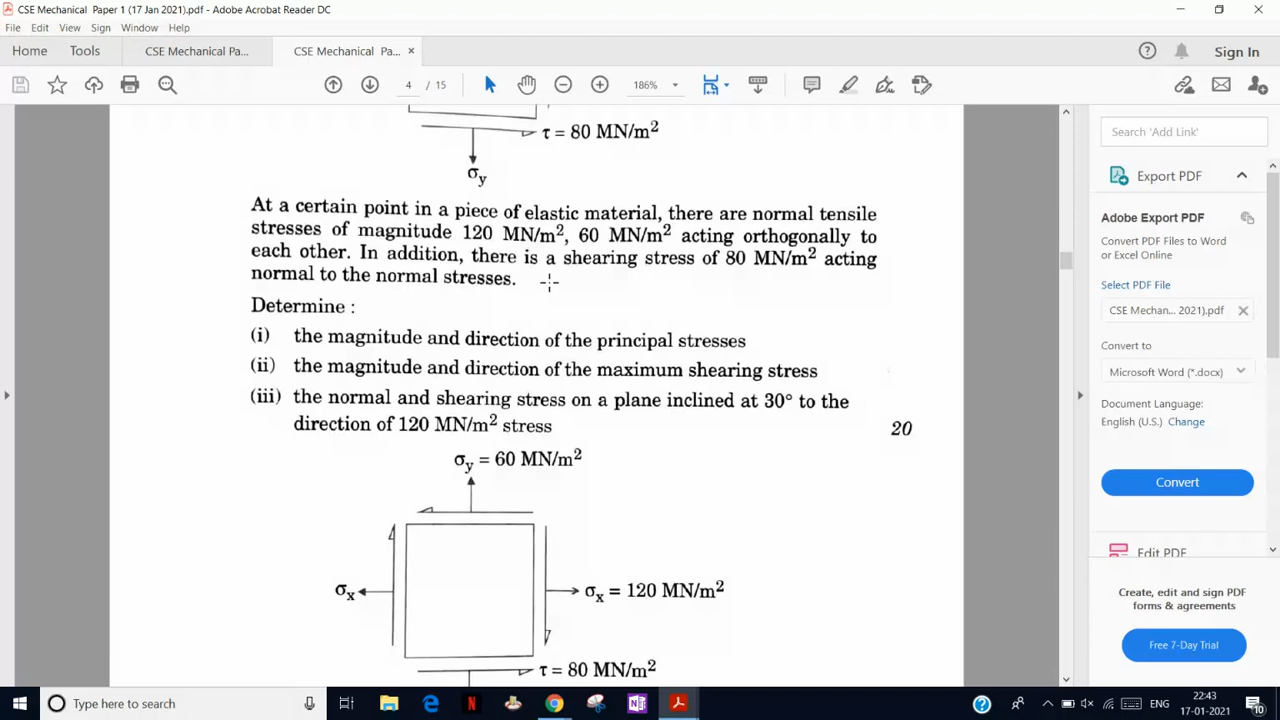 CSE Mechanical Paper 1 (17 Jan 2021).pdf - Adobe Acrobat Reader DC
File Edit View Sign Window Help
Home Tools CSE Mechanical Pa... CSE Mechanical Pa... × Sign In
4 / 15 186%
τ = 80 MN/m²
σy
At a certain point in a piece of elastic material, there are normal tensile
stresses of magnitude 120 MN/m², 60 MN/m² acting orthogonally to
each other. In addition, there is a shearing stress of 80 MN/m² acting
normal to the normal stresses.
Determine :
(i) the magnitude and direction of the principal stresses
(ii) the magnitude and direction of the maximum shearing stress
(iii) the normal and shearing stress on a plane inclined at 30° to the
direction of 120 MN/m² stress
20
σy = 60 MN/m²
σx
σx = 120 MN/m²
τ = 80 MN/m²
Search 'Add Link'
Export PDF
Adobe Export PDF
Convert PDF Files to Word
or Excel Online
Select PDF File
CSE Mechan... 2021).pdf
Convert to
Microsoft Word (*.docx)
Document Language:
English (U.S.) Change
Convert
Edit PDF
Create, edit and sign PDF
forms & agreements
Free 7-Day Trial
Type here to search
ENG
22:43
17-01-2021
10